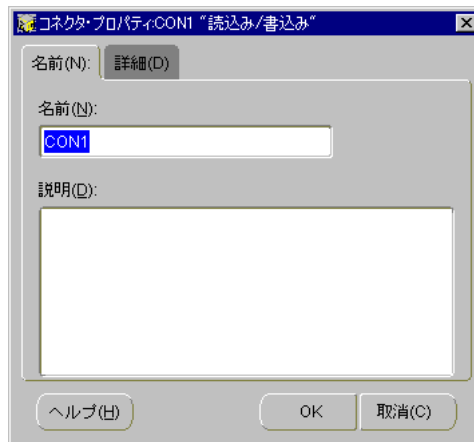 コネクタ・プロパティ:CON1 "読込み/書込み"
名前(N): 詳細(D)
名前(N):
CON1
説明(D):
ヘルプ(H) OK 取消(C)